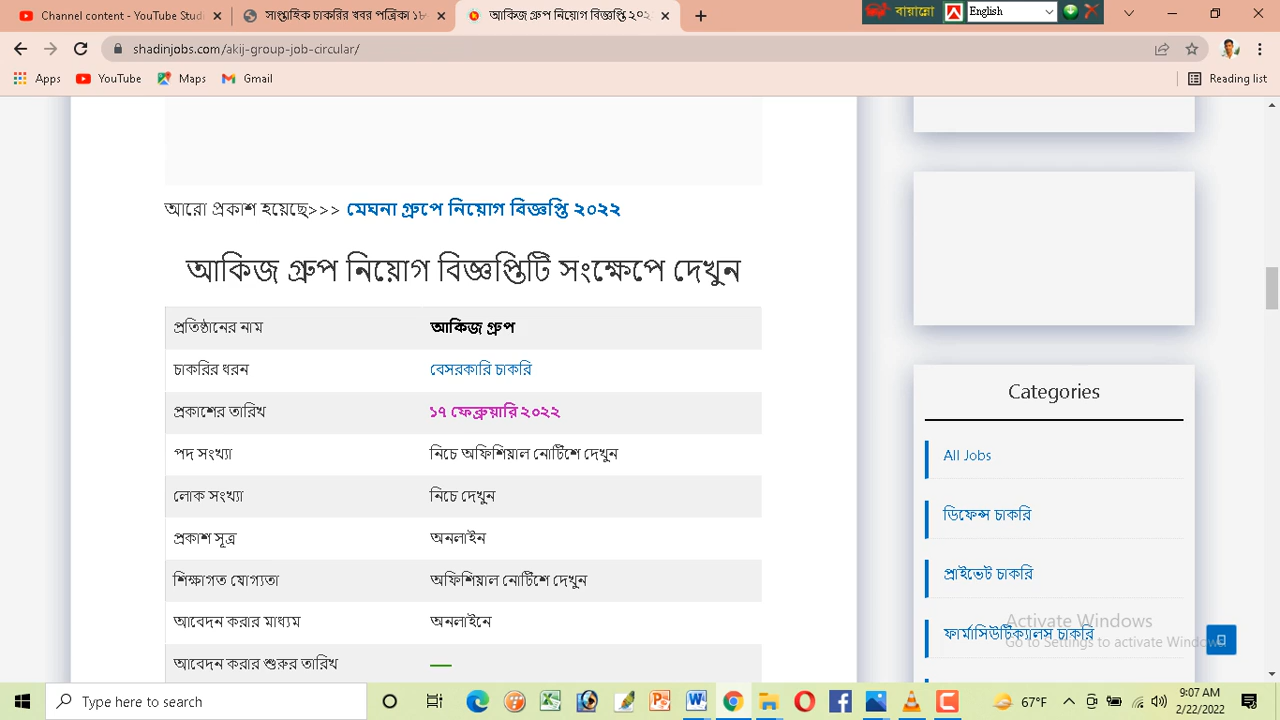 Channel content - YouTube
ক চাকরির খবর পত্রিকা ১৮
আকিজ গ্রুপ নিয়োগ বিজ্ঞপ্তি ২০২
বায়ান্নো
English
shadinjobs.com/akij-group-job-circular/
Apps YouTube Maps Gmail
Reading list
আরো প্রকাশ হয়েছে>>> মেঘনা গ্রুপে নিয়োগ বিজ্ঞপ্তি ২০২২
আকিজ গ্রুপ নিয়োগ বিজ্ঞপ্তিটি সংক্ষেপে দেখুন
প্রতিষ্ঠানের নাম আকিজ গ্রুপ
চাকরির ধরন বেসরকারি চাকরি
প্রকাশের তারিখ ১৭ ফেব্রুয়ারি ২০২২
পদ সংখ্যা নিচে অফিশিয়াল নোটিশে দেখুন
লোক সংখ্যা নিচে দেখুন
প্রকাশ সূত্র অনলাইন
শিক্ষাগত যোগ্যতা অফিশিয়াল নোটিশে দেখুন
আবেদন করার মাধ্যম অনলাইনে
আবেদন করার শুরুর তারিখ —
Categories
All Jobs
ডিফেন্স চাকরি
প্রাইভেট চাকরি
ফার্মাসিউটিক্যালস চাকরি
Activate Windows
Go to Settings to activate Windows.
Type here to search
67°F
9:07 AM
2/22/2022